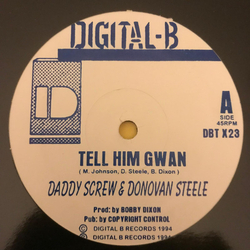 DIGITAL-B
D
A
SIDE
45RPM
DBT X23
TELL HIM GWAN
( M. Johnson, D. Steele, B. Dixon )
DADDY SCREW & DONOVAN STEELE
Prod: by BOBBY DIXON
Pub: by COPYRIGHT CONTROL
Ⓟ DIGITAL B RECORDS 1994
© DIGITAL B RECORDS 1994